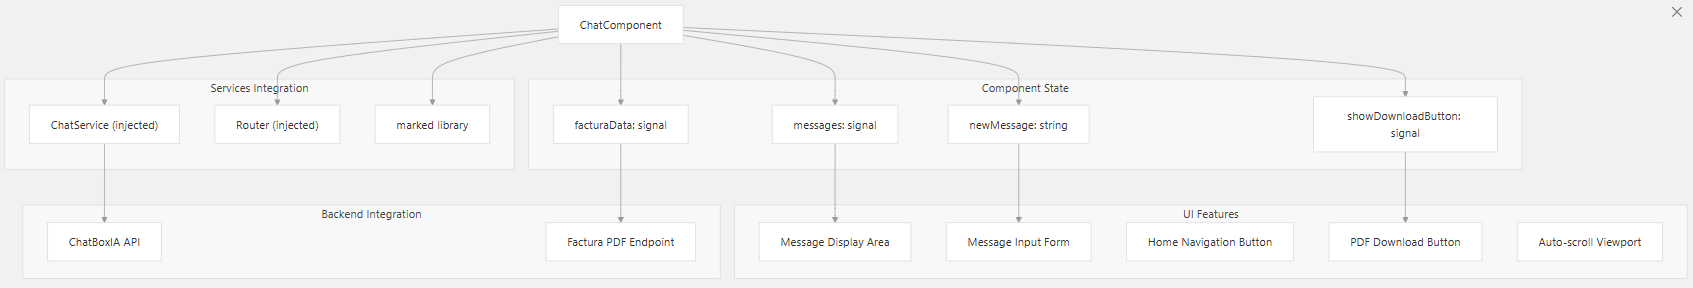 ChatComponent
Services Integration
Component State
ChatService (injected)
Router (injected)
marked library
facturaData: signal
messages: signal
newMessage: string
showDownloadButton:
signal
Backend Integration
UI Features
ChatBoxIA API
Factura PDF Endpoint
Message Display Area
Message Input Form
Home Navigation Button
PDF Download Button
Auto-scroll Viewport